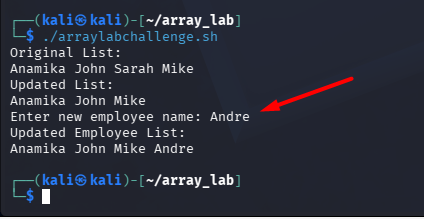 ┌──(kali㉿kali)-[~/array_lab]
└─$ ./arraylabchallenge.sh
Original List:
Anamika John Sarah Mike
Updated List:
Anamika John Mike
Enter new employee name: Andre
Updated Employee List:
Anamika John Mike Andre
┌──(kali㉿kali)-[~/array_lab]
└─$